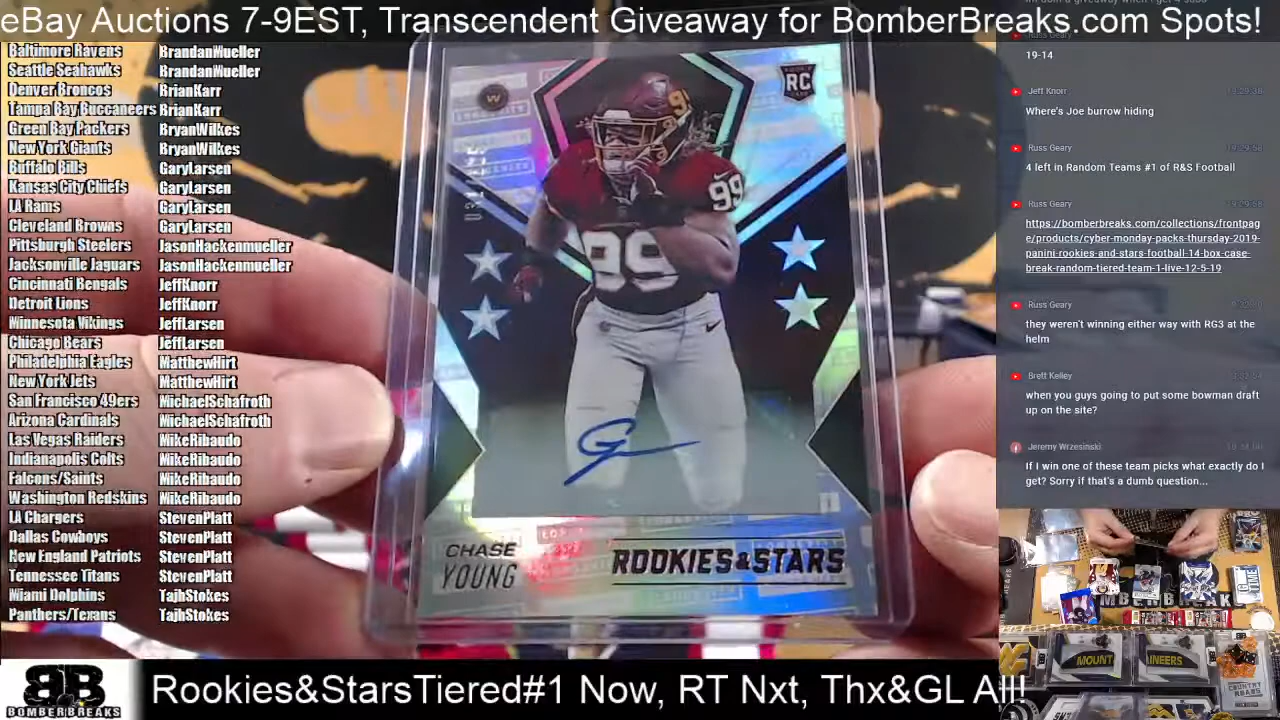 eBay Auctions 7-9EST, Transcendent Giveaway for BomberBreaks.com Spots!
Baltimore Ravens BrandanMueller
Seattle Seahawks BrandanMueller
Denver Broncos BrianKarr
Tampa Bay Buccaneers BrianKarr
Green Bay Packers BryanWilkes
New York Giants BryanWilkes
Buffalo Bills GaryLarsen
Kansas City Chiefs GaryLarsen
LA Rams GaryLarsen
Cleveland Browns GaryLarsen
Pittsburgh Steelers JasonHackenmueller
Jacksonville Jaguars JasonHackenmueller
Cincinnati Bengals JeffKnorr
Detroit Lions JeffKnorr
Minnesota Vikings JeffLarsen
Chicago Bears JeffLarsen
Philadelphia Eagles MatthewHirt
New York Jets MatthewHirt
San Francisco 49ers MichaelSchafroth
Arizona Cardinals MichaelSchafroth
Las Vegas Raiders MikeRibaudo
Indianapolis Colts MikeRibaudo
Falcons/Saints MikeRibaudo
Washington Redskins MikeRibaudo
LA Chargers StevenPlatt
Dallas Cowboys StevenPlatt
New England Patriots StevenPlatt
Tennessee Titans StevenPlatt
Miami Dolphins TajhStokes
Panthers/Texans TajhStokes
RC
99
99
CHASE
YOUNG
ROOKIES&STARS
Russ Geary
19-14
Jeff Knorr
Where's Joe burrow hiding
Russ Geary
4 left in Random Teams #1 of R&S Football
Russ Geary
https://bomberbreaks.com/collections/frontpag
e/products/cyber-monday-packs-thursday-2019-
panini-rookies-and-stars-football-14-box-case-
break-random-tiered-team-1-live-12-5-19
Russ Geary
they weren't winning either way with RG3 at the
helm
Brett Kelley
when you guys going to put some bowman draft
up on the site?
Jeremy Wrzesinski
If I win one of these team picks what exactly do I
get? Sorry if that's a dumb question...
MOUNT
AINEERS
BB
BOMBERBREAKS
Rookies&StarsTiered#1 Now, RT Nxt, Thx&GL All!